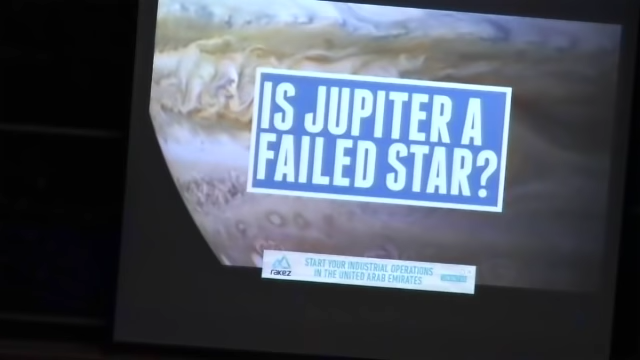 IS JUPITER A
FAILED STAR?
rakez
START YOUR INDUSTRIAL OPERATIONS
IN THE UNITED ARAB EMIRATES